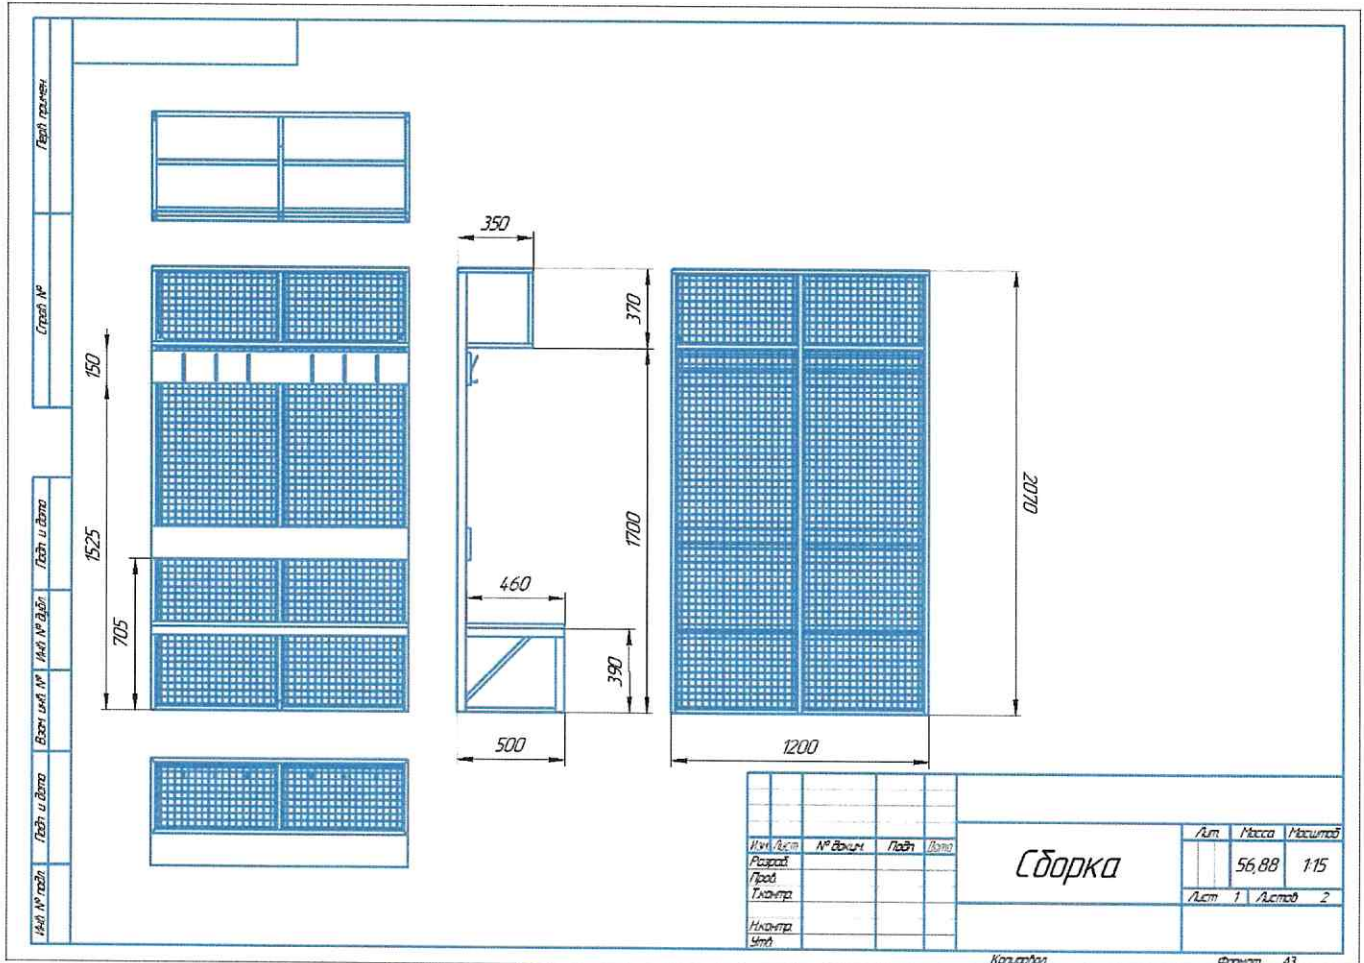 Перв. примен.
Справ. №
Подп. и дата
Инв. № дубл.
Взам. инв. №
Подп. и дата
Инв. № подл.
350
370
150
1700
2070
1525
460
705
390
500
1200
Изм. Лист № докум. Подп. Дата
Разраб.
Пров.
Т.контр.
Н.контр.
Утв.
Сборка
Лит. Масса Масштаб
56,88 1:15
Лист 1 Листов 2
Копировал Формат А3